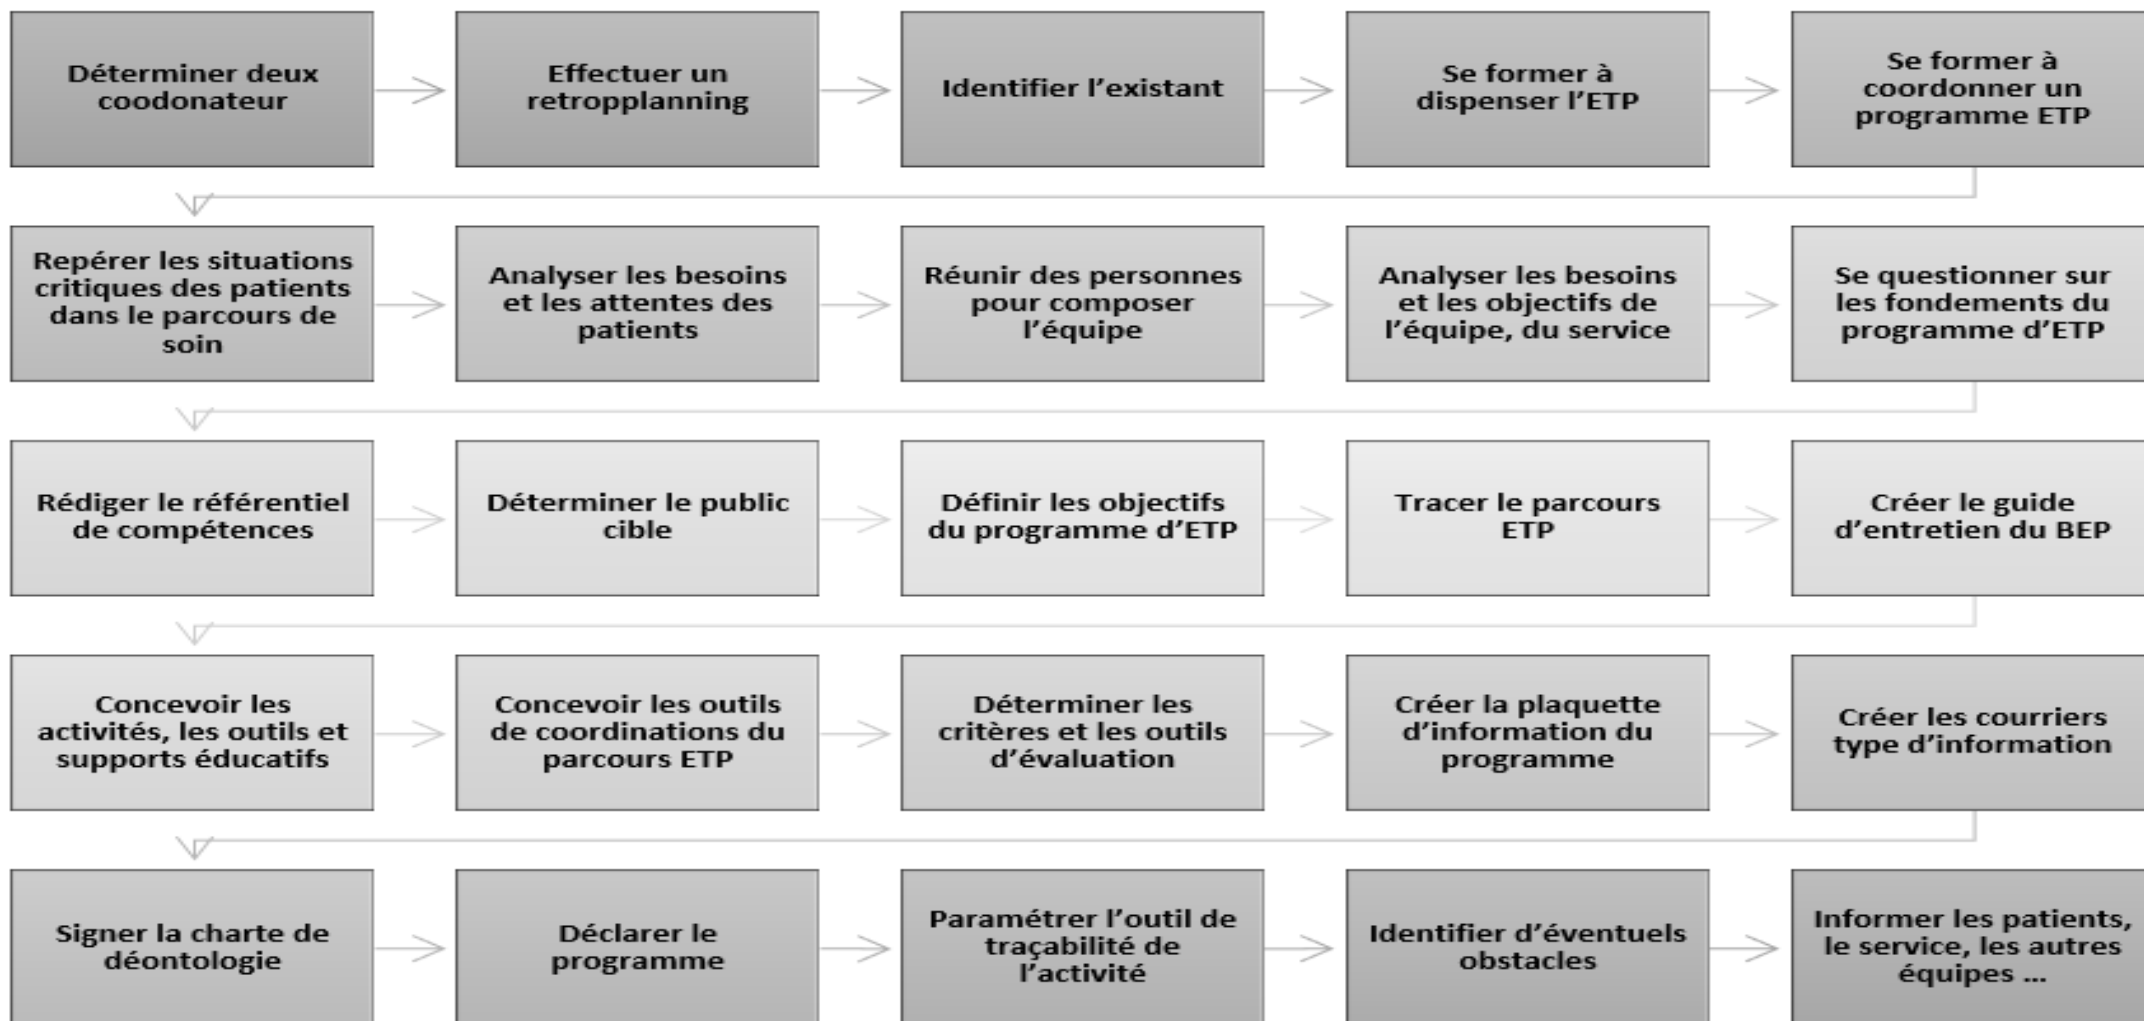 Déterminer deux
coodonateur
Effectuer un
retropplanning
Identifier l’existant
Se former à
dispenser l’ETP
Se former à
coordonner un
programme ETP
Repérer les situations
critiques des patients
dans le parcours de
soin
Analyser les besoins
et les attentes des
patients
Réunir des personnes
pour composer
l’équipe
Analyser les besoins
et les objectifs de
l’équipe, du service
Se questionner sur
les fondements du
programme d’ETP
Rédiger le référentiel
de compétences
Déterminer le public
cible
Définir les objectifs
du programme d’ETP
Tracer le parcours
ETP
Créer le guide
d’entretien du BEP
Concevoir les
activités, les outils et
supports éducatifs
Concevoir les outils
de coordinations du
parcours ETP
Déterminer les
critères et les outils
d’évaluation
Créer la plaquette
d’information du
programme
Créer les courriers
type d’information
Signer la charte de
déontologie
Déclarer le
programme
Paramétrer l’outil de
traçabilité de
l’activité
Identifier d’éventuels
obstacles
Informer les patients,
le service, les autres
équipes ...